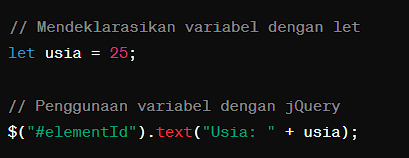 // Mendeklarasikan variabel dengan let
let usia = 25;
// Penggunaan variabel dengan jQuery
$("#elementId").text("Usia: " + usia);